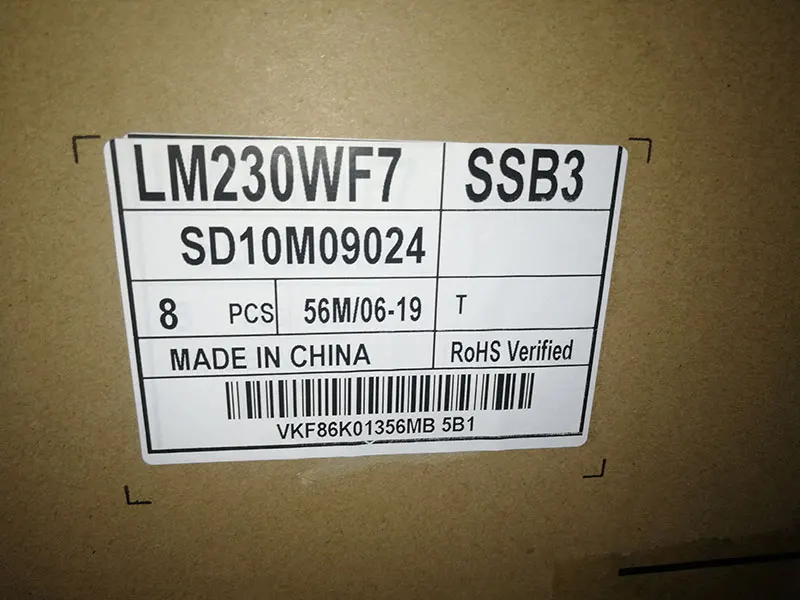 LM230WF7 SSB3
SD10M09024
8 PCS 56M/06-19 T
MADE IN CHINA RoHS Verified
VKF86K01356MB 5B1